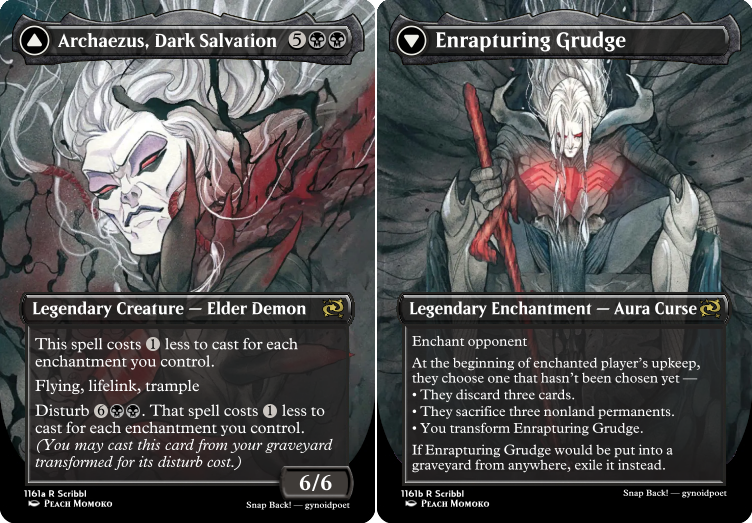 Archaezus, Dark Salvation 5
Legendary Creature — Elder Demon
This spell costs 1 less to cast for each
enchantment you control.
Flying, lifelink, trample
Disturb 6. That spell costs 1 less to
cast for each enchantment you control.
(You may cast this card from your graveyard
transformed for its disturb cost.)
6/6
1161a R Scribbl
Peach Momoko
Snap Back! — gynoidpoet
Enrapturing Grudge
Legendary Enchantment — Aura Curse
Enchant opponent
At the beginning of enchanted player's upkeep,
they choose one that hasn't been chosen yet —
• They discard three cards.
• They sacrifice three nonland permanents.
• You transform Enrapturing Grudge.
If Enrapturing Grudge would be put into a
graveyard from anywhere, exile it instead.
1161b R Scribbl
Peach Momoko
Snap Back! — gynoidpoet